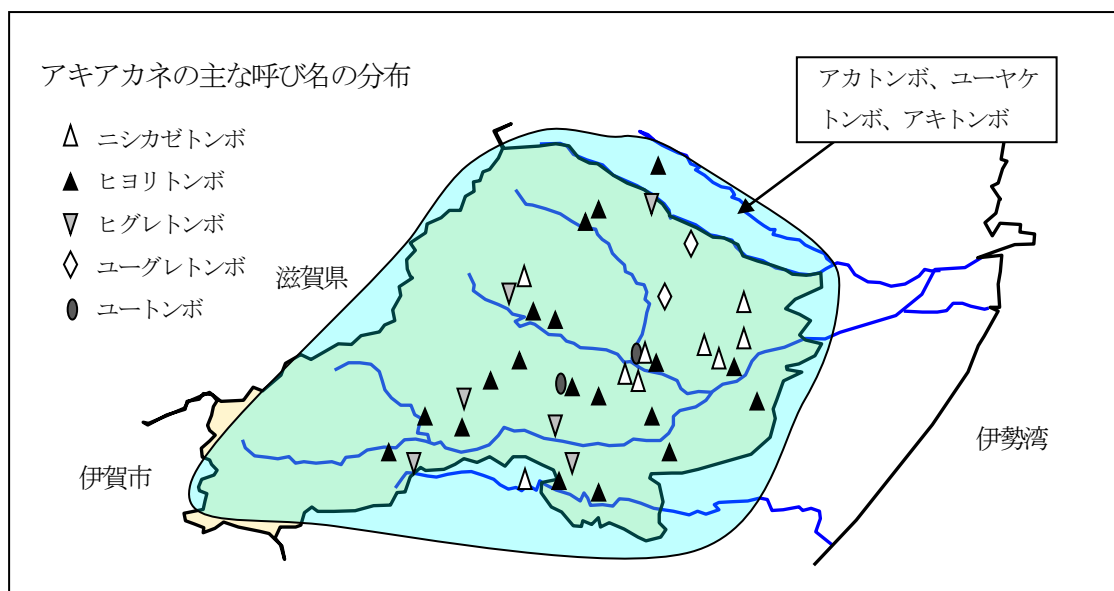 アキアカネの主な呼び名の分布
アカトンボ、ユーヤケ
トンボ、アキトンボ
ニシカゼトンボ
ヒヨリトンボ
ヒグレトンボ
ユーグレトンボ
ユートンボ
滋賀県
伊賀市
伊勢湾